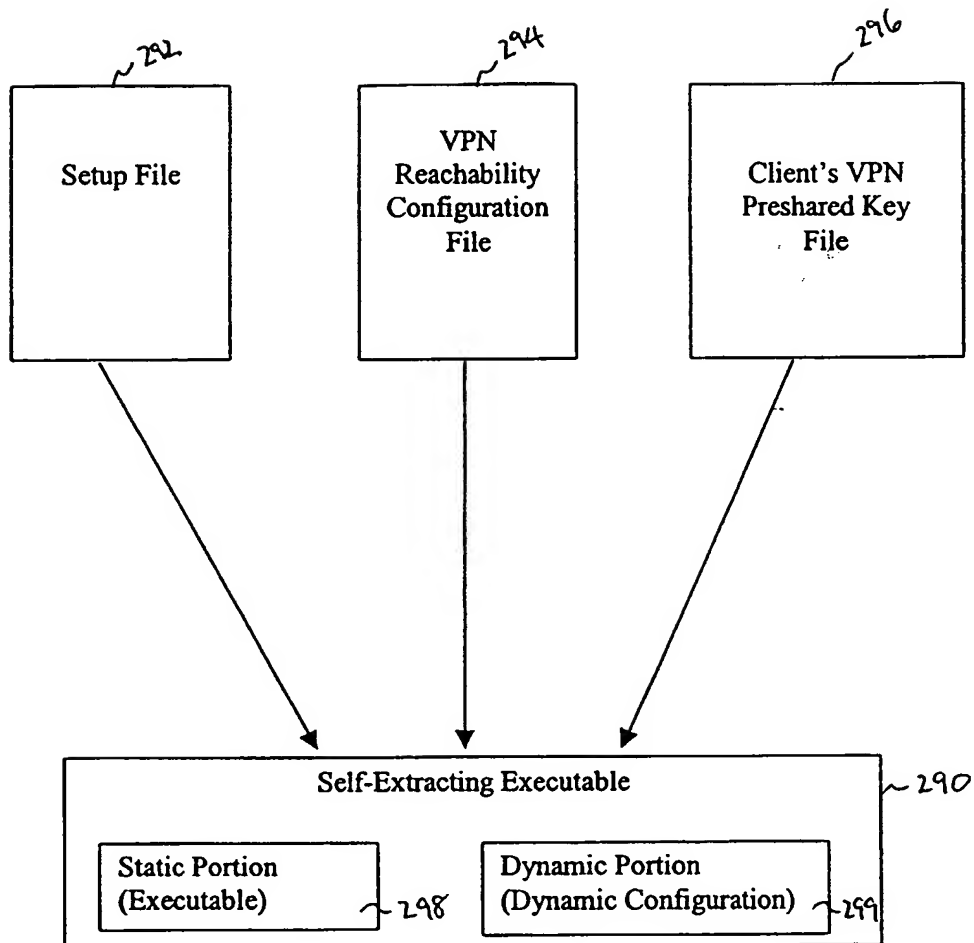 292
294
296
Setup File
VPN
Reachability
Configuration
File
Client's VPN
Preshared Key
File
Self-Extracting Executable
290
Static Portion
(Executable)
298
Dynamic Portion
(Dynamic Configuration)
299